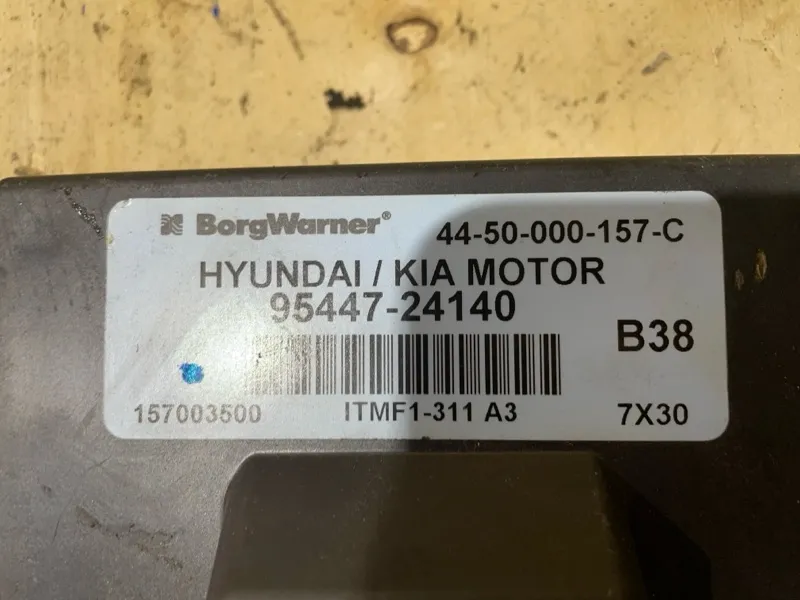 BorgWarner® 44-50-000-157-C
HYUNDAI / KIA MOTOR
95447-24140
B38
157003500 ITMF1-311 A3 7X30